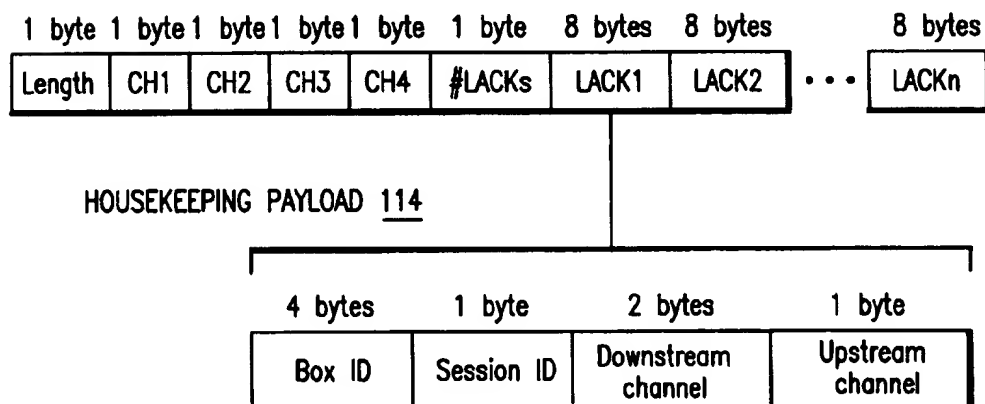 1 byte 1 byte 1 byte 1 byte 1 byte 1 byte 8 bytes 8 bytes 8 bytes
Length CH1 CH2 CH3 CH4 #LACKs LACK1 LACK2 • • • LACKn
HOUSEKEEPING PAYLOAD 114
4 bytes 1 byte 2 bytes 1 byte
Box ID Session ID Downstream channel Upstream channel